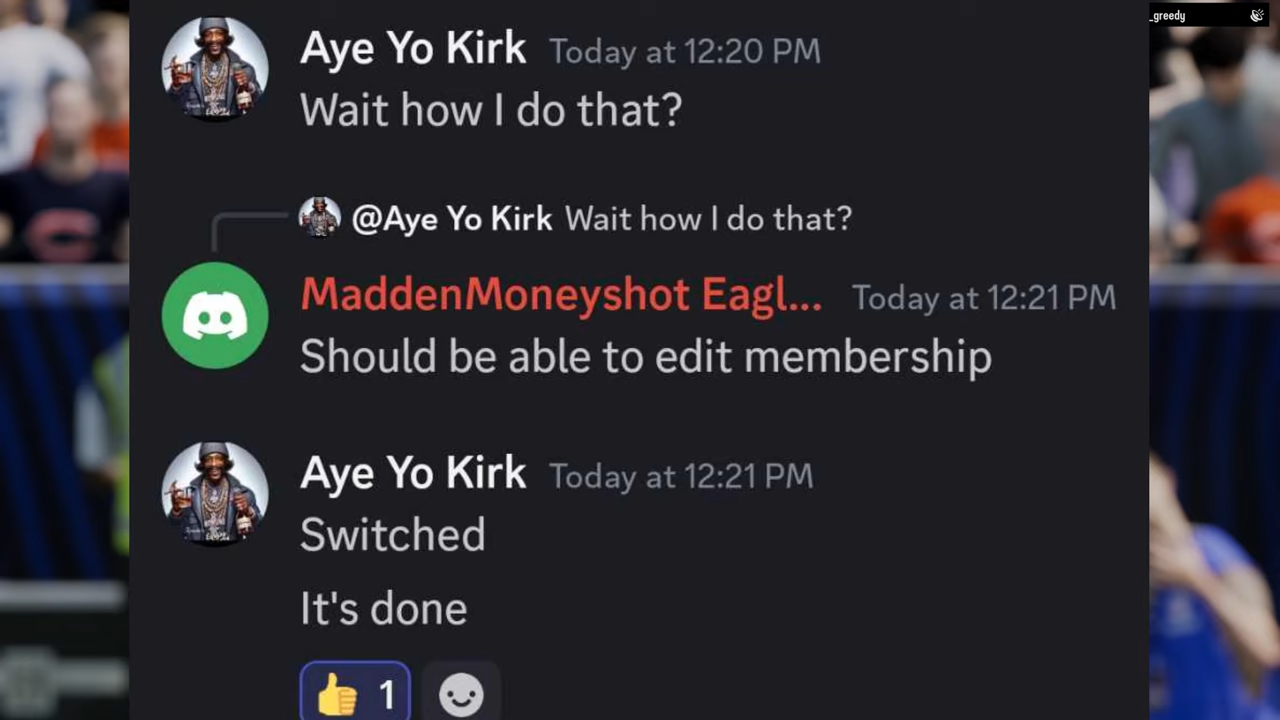 _greedy
Aye Yo Kirk Today at 12:20 PM
Wait how I do that?
@Aye Yo Kirk Wait how I do that?
MaddenMoneyshot Eagl... Today at 12:21 PM
Should be able to edit membership
Aye Yo Kirk Today at 12:21 PM
Switched
It's done
👍 1